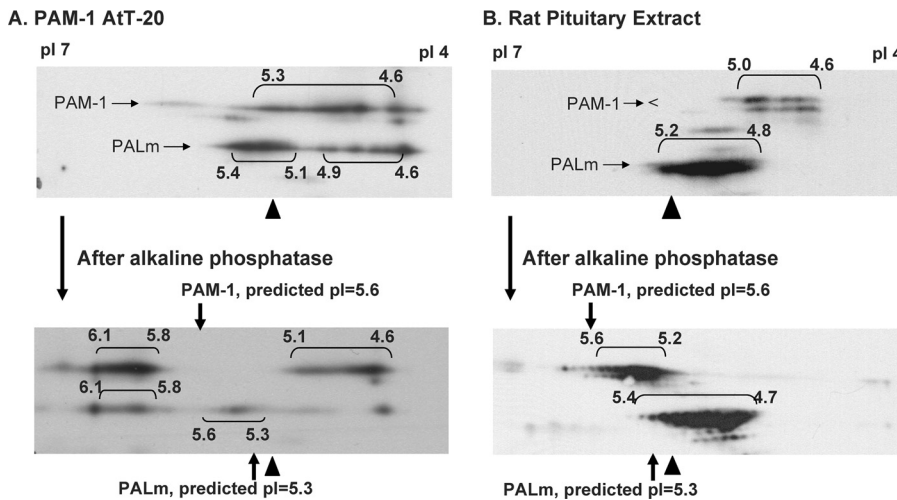 A. PAM-1 AtT-20
pI 7
pI 4
5.3 4.6
PAM-1
PALm
5.4 5.1 4.9 4.6
After alkaline phosphatase
PAM-1, predicted pI=5.6
6.1 5.8 5.1 4.6
6.1 5.8
5.6 5.3
PALm, predicted pI=5.3
B. Rat Pituitary Extract
pI 7
pI 4
5.0 4.6
PAM-1 <
5.2 4.8
PALm
After alkaline phosphatase
PAM-1, predicted pI=5.6
5.6 5.2
5.4 4.7
PALm, predicted pI=5.3